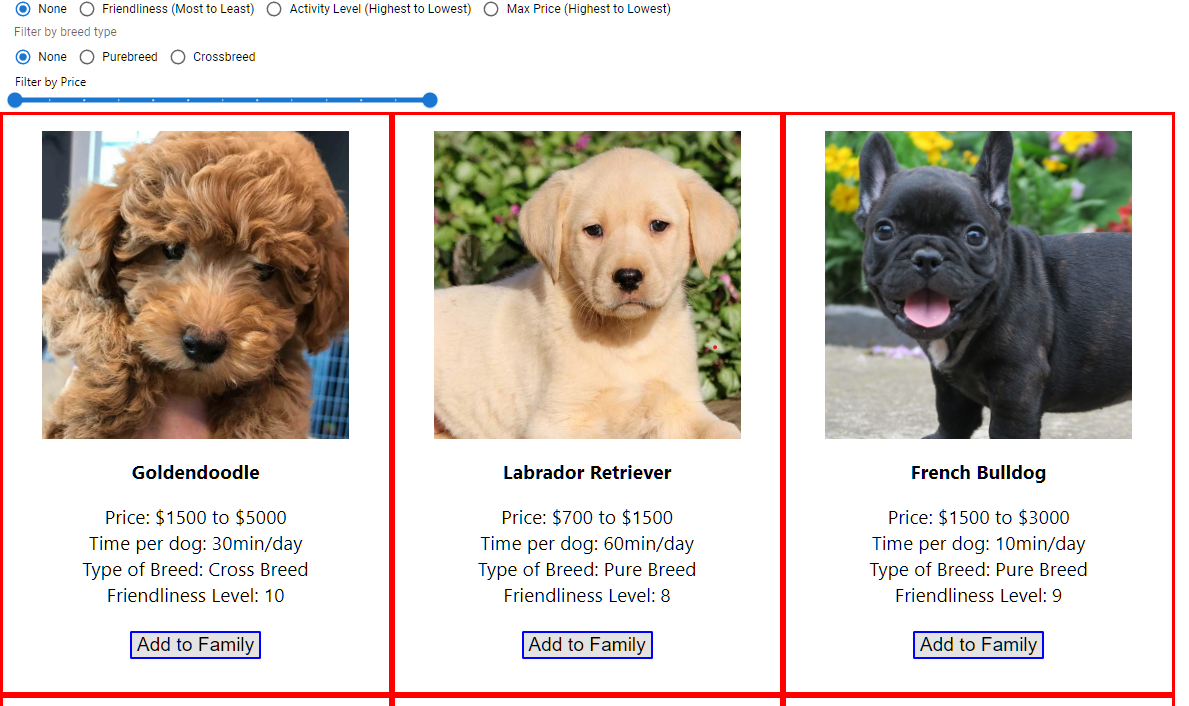 None Friendliness (Most to Least) Activity Level (Highest to Lowest) Max Price (Highest to Lowest)
Filter by breed type
None Purebreed Crossbreed
Filter by Price
Goldendoodle
Price: $1500 to $5000
Time per dog: 30min/day
Type of Breed: Cross Breed
Friendliness Level: 10
Add to Family
Labrador Retriever
Price: $700 to $1500
Time per dog: 60min/day
Type of Breed: Pure Breed
Friendliness Level: 8
Add to Family
French Bulldog
Price: $1500 to $3000
Time per dog: 10min/day
Type of Breed: Pure Breed
Friendliness Level: 9
Add to Family